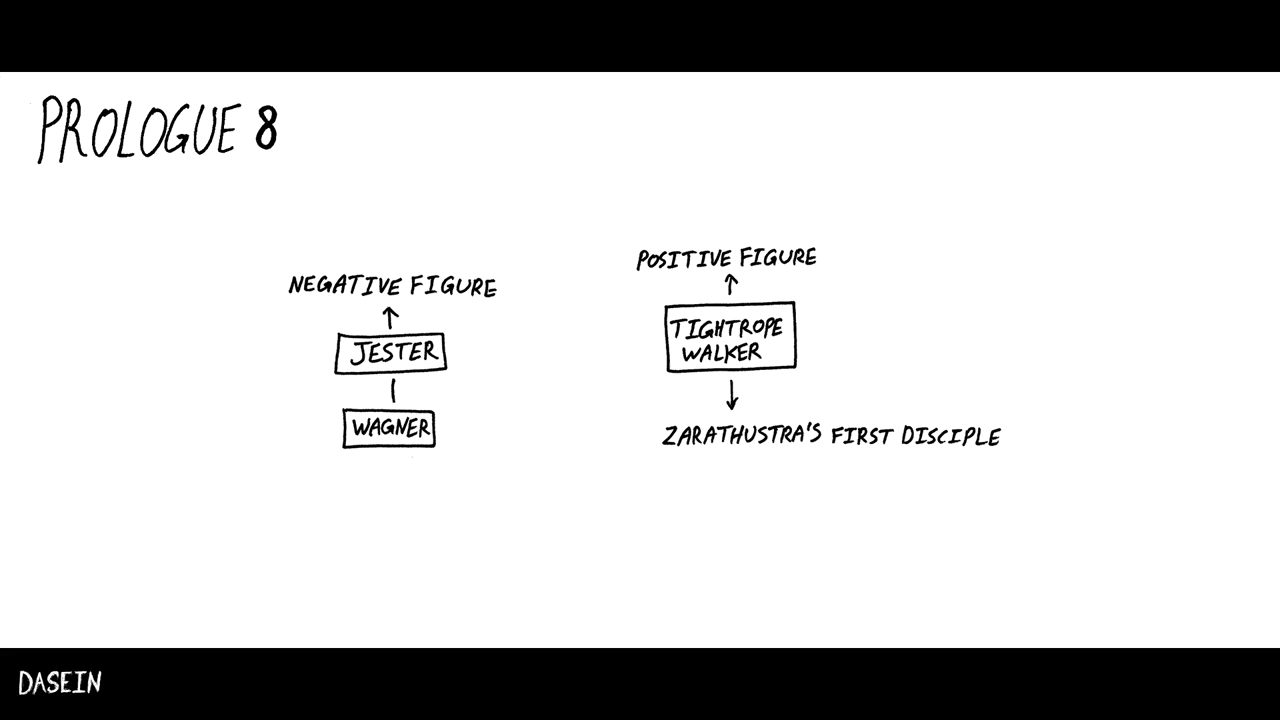 PROLOGUE 8
NEGATIVE FIGURE
JESTER
WAGNER
POSITIVE FIGURE
TIGHTROPE
WALKER
ZARATHUSTRA'S FIRST DISCIPLE
DASEIN